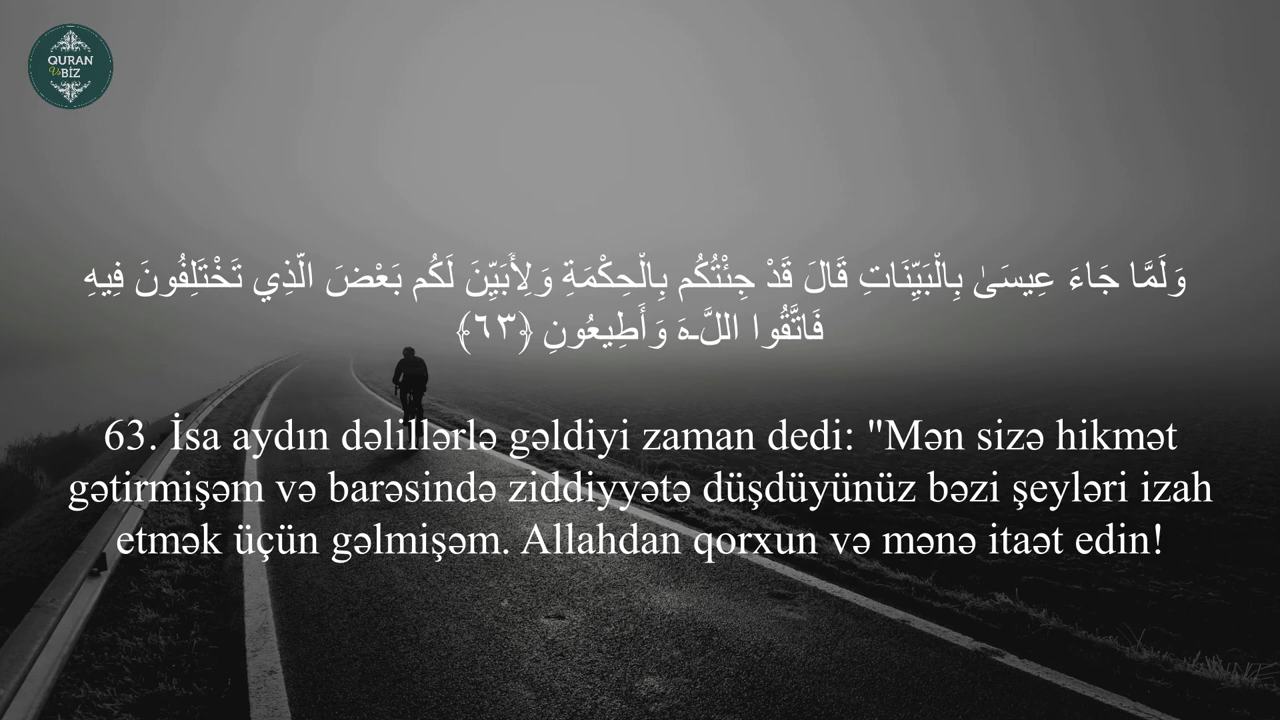 QURAN
Və BİZ
وَلَمَّا جَاءَ عِيسَىٰ بِالْبَيِّنَاتِ قَالَ قَدْ جِئْتُكُم بِالْحِكْمَةِ وَلِأُبَيِّنَ لَكُم بَعْضَ الَّذِي تَخْتَلِفُونَ فِيهِ
فَاتَّقُوا اللَّـهَ وَأَطِيعُونِ ﴿٦٣﴾
63. İsa aydın dəlillərlə gəldiyi zaman dedi: "Mən sizə hikmət
gətirmişəm və barəsində ziddiyyətə düşdüyünüz bəzi şeyləri izah
etmək üçün gəlmişəm. Allahdan qorxun və mənə itaət edin!